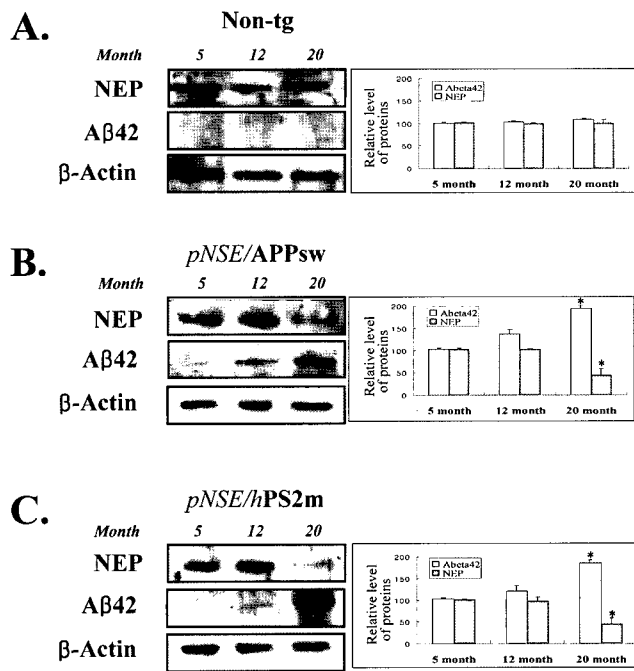 A.
Non-tg
Month 5 12 20
NEP
Aβ42
β-Actin
Relative level of proteins
200
150
100
50
0
Abeta42
NEP
5 month 12 month 20 month
B.
pNSE/APPsw
Month 5 12 20
NEP
Aβ42
β-Actin
Relative level of proteins
200
150
100
50
0
Abeta42
NEP
*
*
5 month 12 month 20 month
C.
pNSE/hPS2m
Month 5 12 20
NEP
Aβ42
β-Actin
Relative level of proteins
200
150
100
50
0
Abeta42
NEP
*
*
5 month 12 month 20 month